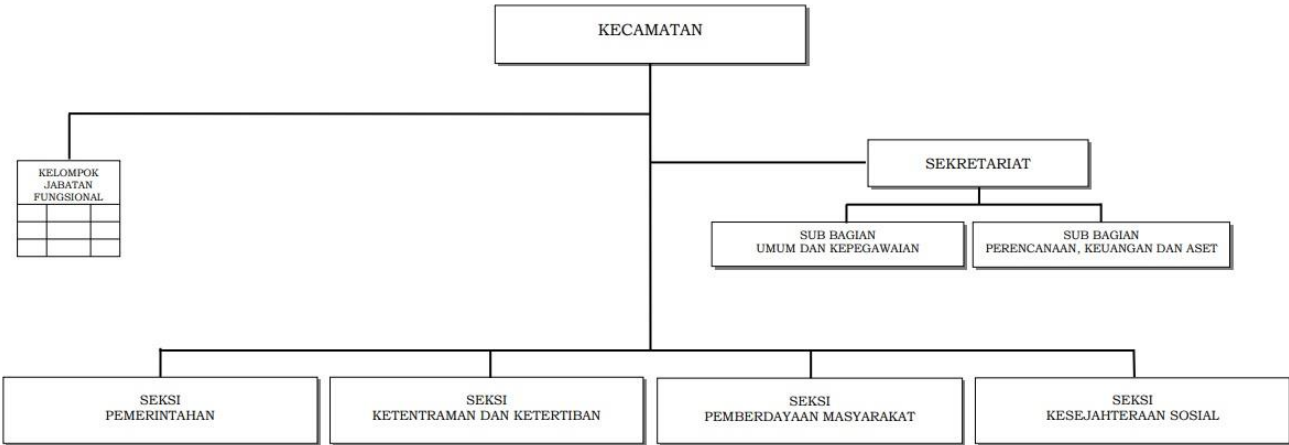 KECAMATAN
KELOMPOK
JABATAN
FUNGSIONAL
SEKRETARIAT
SUB BAGIAN
UMUM DAN KEPEGAWAIAN
SUB BAGIAN
PERENCANAAN, KEUANGAN DAN ASET
SEKSI
PEMERINTAHAN
SEKSI
KETENTRAMAN DAN KETERTIBAN
SEKSI
PEMBERDAYAAN MASYARAKAT
SEKSI
KESEJAHTERAAN SOSIAL